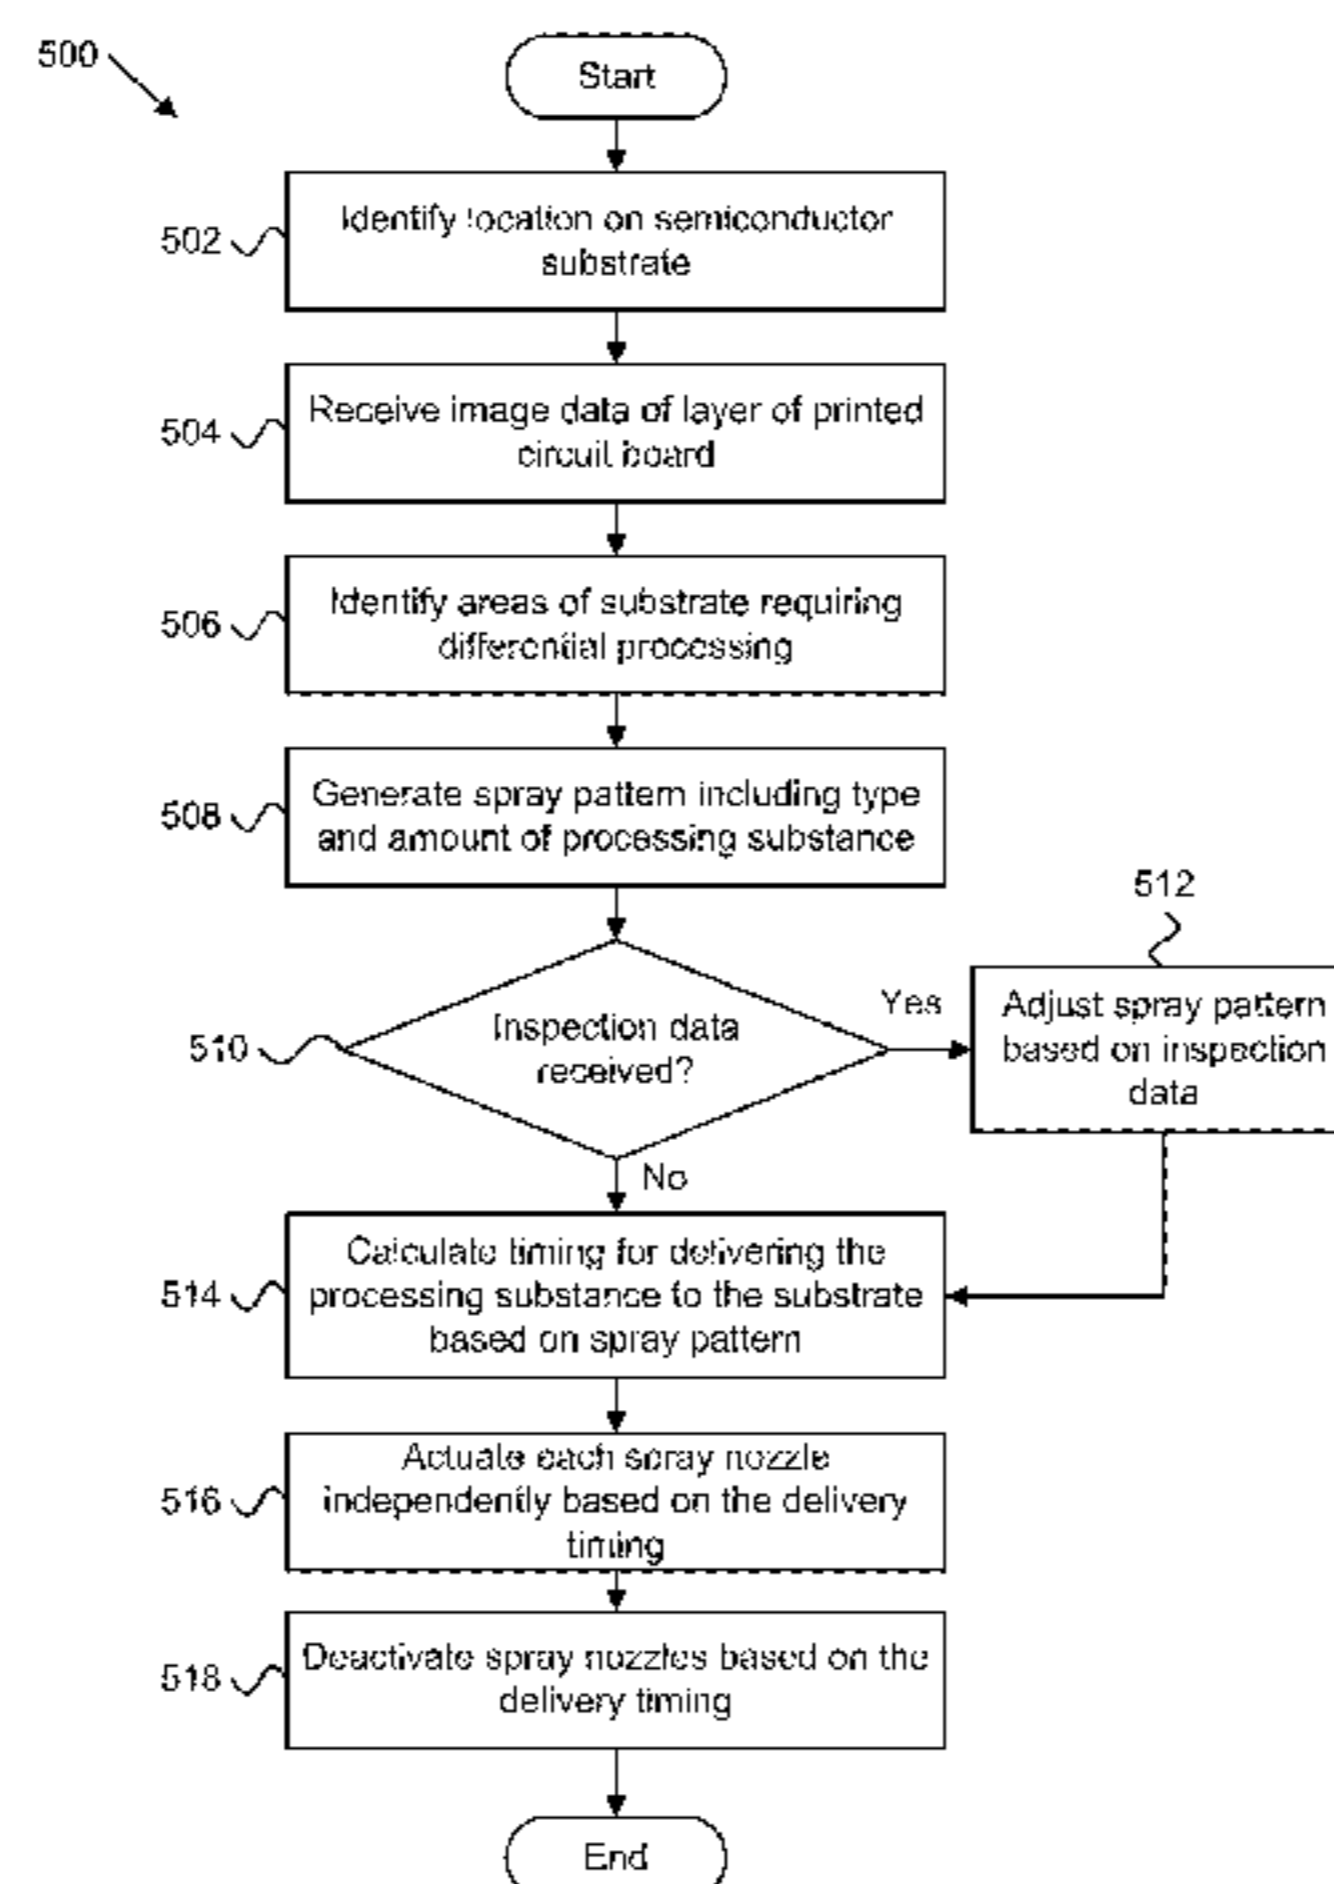 500
Start
502
Identify location on semiconductor
substrate
504
Receive image data of layer of printed
circuit board
506
Identify areas of substrate requiring
differential processing
508
Generate spray pattern including type
and amount of processing substance
510
Inspection data
received?
Yes
512
Adjust spray pattern
based on inspection
data
No
514
Calculate timing for delivering the
processing substance to the substrate
based on spray pattern
516
Actuate each spray nozzle
independently based on the delivery
timing
518
Deactivate spray nozzles based on the
delivery timing
End